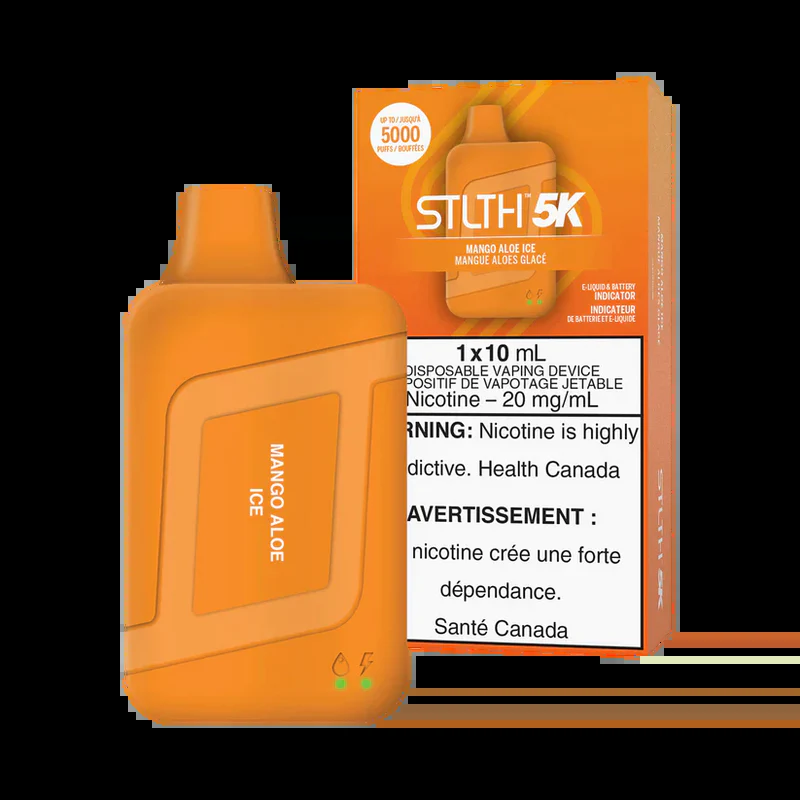 UP TO / JUSQU'À
5000
PUFFS / BOUFFÉES
STLTH™ 5K
MANGO ALOE ICE
MANGUE ALOES GLACÉ
E-LIQUID & BATTERY
INDICATOR
INDICATEUR
DE BATTERIE ET E-LIQUIDE
1 x 10 mL
DISPOSABLE VAPING DEVICE
POSITIF DE VAPOTAGE JETABLE
Nicotine – 20 mg/mL
RNING: Nicotine is highly
dictive. Health Canada
AVERTISSEMENT :
nicotine crée une forte
dépendance.
Santé Canada
MANGO ALOE
ICE
STLTH 5K